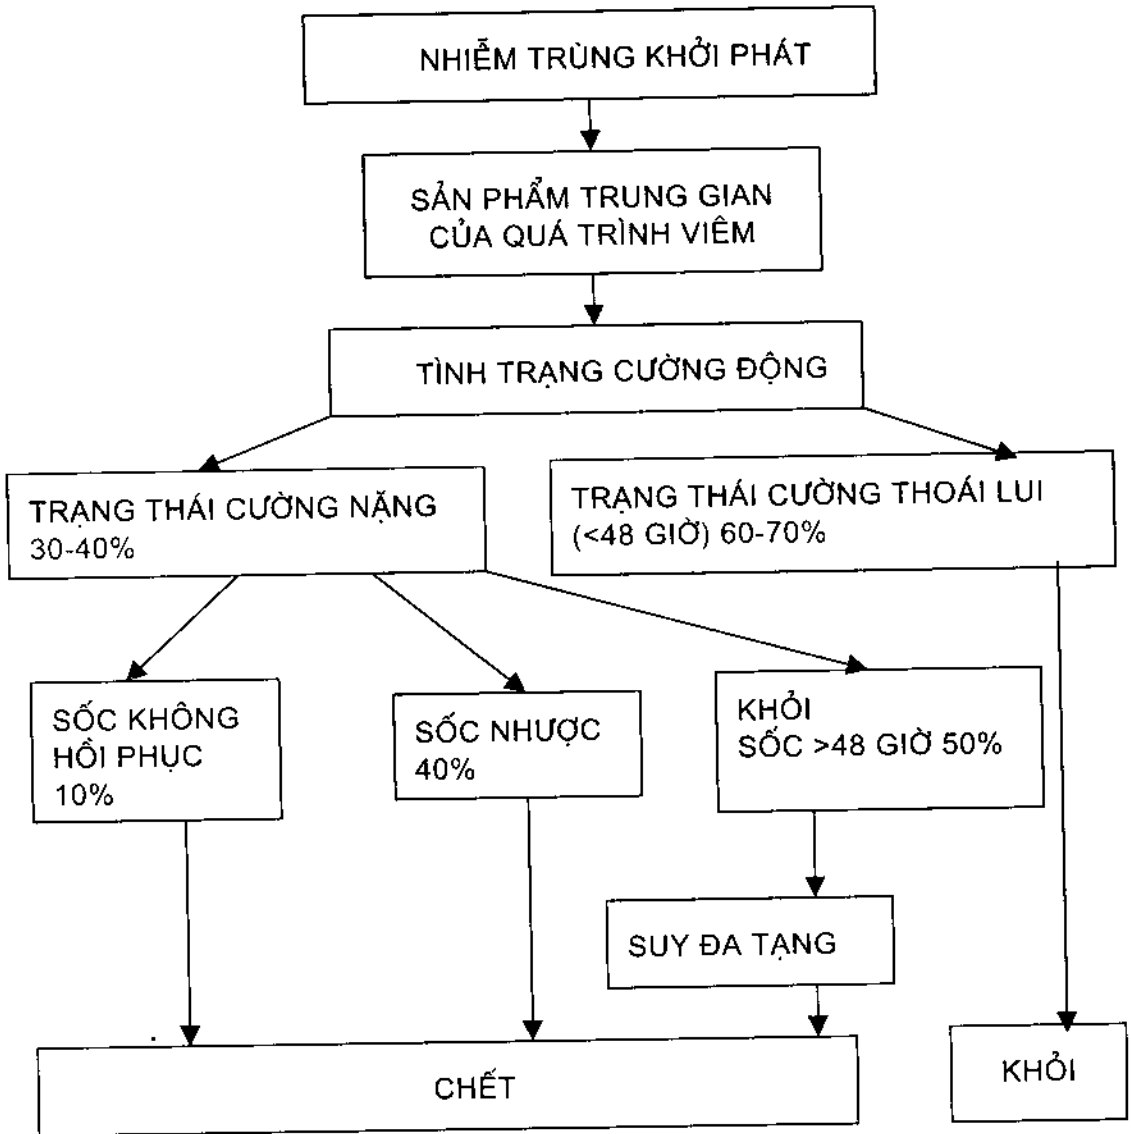 NHIỄM TRÙNG KHỞI PHÁT
SẢN PHẨM TRUNG GIAN
CỦA QUÁ TRÌNH VIÊM
TÌNH TRẠNG CƯỜNG ĐỘNG
TRẠNG THÁI CƯỜNG NẶNG
30-40%
TRẠNG THÁI CƯỜNG THOÁI LUI
(<48 GIỜ) 60-70%
SỐC KHÔNG
HỒI PHỤC
10%
SỐC NHƯỢC
40%
KHỎI
SỐC >48 GIỜ 50%
SUY ĐA TẠNG
CHẾT
KHỎI